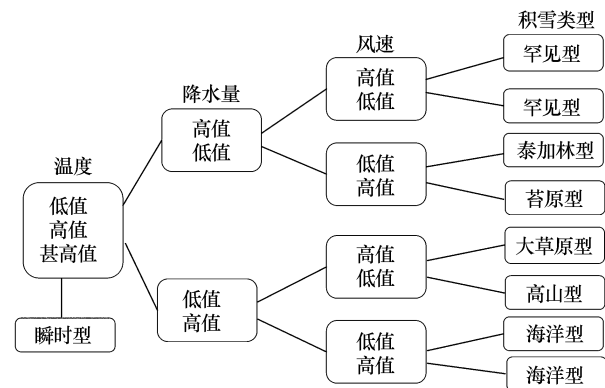 积雪类型
风速
罕见型
高值
低值
降水量
罕见型
高值
低值
泰加林型
低值
高值
温度
苔原型
低值
高值
甚高值
大草原型
高值
低值
高山型
低值
高值
瞬时型
海洋型
低值
高值
海洋型